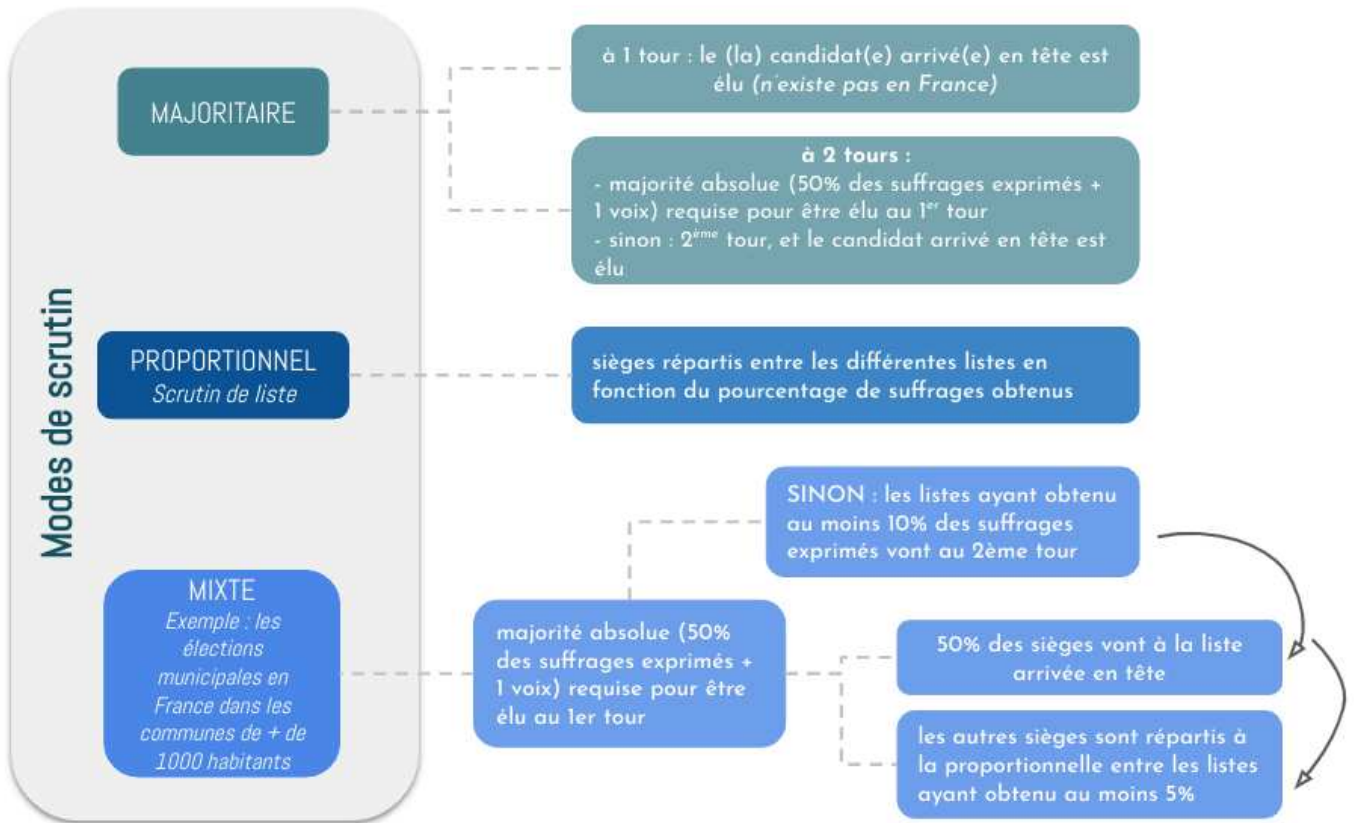 Modes de scrutin
MAJORITAIRE
à 1 tour : le (la) candidat(e) arrivé(e) en tête est
élu (n'existe pas en France)
à 2 tours :
- majorité absolue (50% des suffrages exprimés +
1 voix) requise pour être élu au 1er tour
- sinon : 2ème tour, et le candidat arrivé en tête est
élu
PROPORTIONNEL
Scrutin de liste
sièges répartis entre les différentes listes en
fonction du pourcentage de suffrages obtenus
MIXTE
Exemple : les
élections
municipales en
France dans les
communes de + de
1000 habitants
majorité absolue (50%
des suffrages exprimés +
1 voix) requise pour être
élu au 1er tour
SINON : les listes ayant obtenu
au moins 10% des suffrages
exprimés vont au 2ème tour
50% des sièges vont à la liste
arrivée en tête
les autres sièges sont répartis à
la proportionnelle entre les listes
ayant obtenu au moins 5%